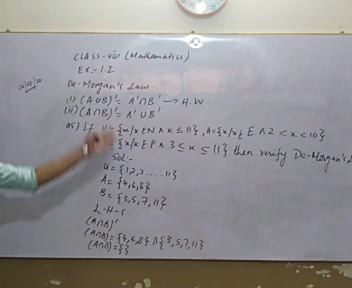 CLASS-VIII (Mathematics)
Ex:-1.2
De-Morgan's Law
(i) (A∪B)' = A'∩B' → H.W
(ii) (A∩B)' = A' ∪ B'
Q5) If U = {x/x ∈ N ∧ x ≤ 11}, A = {x/x ∈ E ∧ 2 < x < 10}
= {x/x ∈ P ∧ 3 ≤ x ≤ 11} then verify De-Morgan's
Sol:-
U = {1,2,3 ..... 11}
A = {4,6,8}
B = {3,5,7,11}
L-H-S
(A∩B)'
(A∩B) = {4,6,8} ∩ {3,5,7,11}
(A∩B) = {}